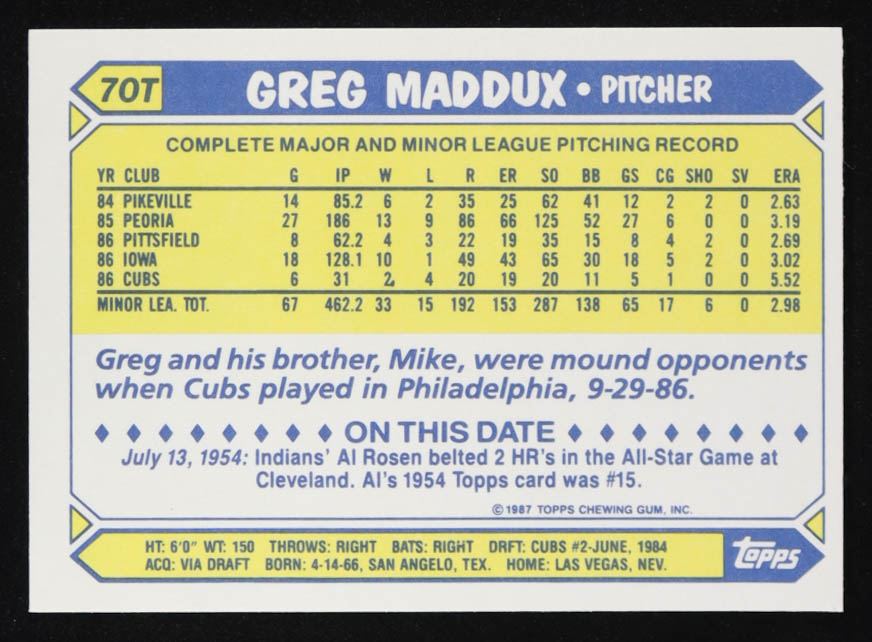 70T
GREG MADDUX • PITCHER
COMPLETE MAJOR AND MINOR LEAGUE PITCHING RECORD
YR CLUB G IP W L R ER SO BB GS CG SHO SV ERA
84 PIKEVILLE 14 85.2 6 2 35 25 62 41 12 2 2 0 2.63
85 PEORIA 27 186 13 9 86 66 125 52 27 6 0 0 3.19
86 PITTSFIELD 8 62.2 4 3 22 19 35 15 8 4 2 0 2.69
86 IOWA 18 128.1 10 1 49 43 65 30 18 5 2 0 3.02
86 CUBS 6 31 2 4 20 19 20 11 5 1 0 0 5.52
MINOR LEA. TOT. 67 462.2 33 15 192 153 287 138 65 17 6 0 2.98
Greg and his brother, Mike, were mound opponents
when Cubs played in Philadelphia, 9-29-86.
ON THIS DATE
July 13, 1954: Indians' Al Rosen belted 2 HR's in the All-Star Game at
Cleveland. Al's 1954 Topps card was #15.
© 1987 TOPPS CHEWING GUM, INC.
HT: 6'0" WT: 150 THROWS: RIGHT BATS: RIGHT DRFT: CUBS #2-JUNE, 1984
ACQ: VIA DRAFT BORN: 4-14-66, SAN ANGELO, TEX. HOME: LAS VEGAS, NEV.
topps